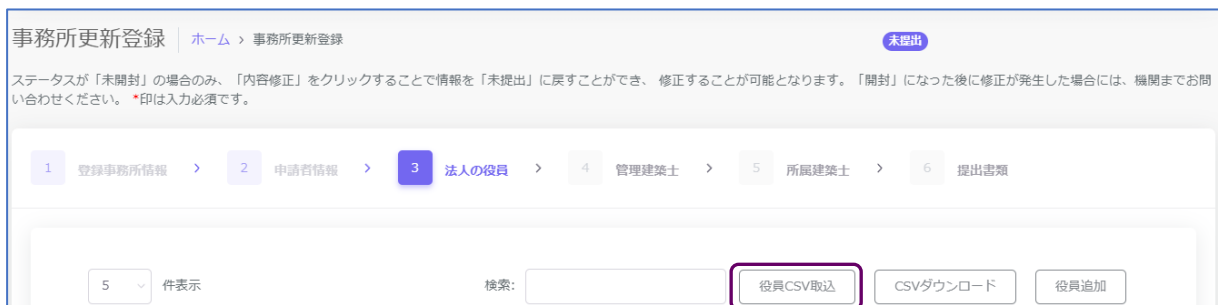 事務所更新登録 ホーム > 事務所更新登録 未提出
ステータスが「未開封」の場合のみ、「内容修正」をクリックすることで情報を「未提出」に戻すことができ、 修正することが可能となります。「開封」になった後に修正が発生した場合には、機関までお問
い合わせください。 *印は入力必須です。
1 登録事務所情報 > 2 申請者情報 > 3 法人の役員 > 4 管理建築士 > 5 所属建築士 > 6 提出書類
5 件表示 検索: 役員CSV取込 CSVダウンロード 役員追加